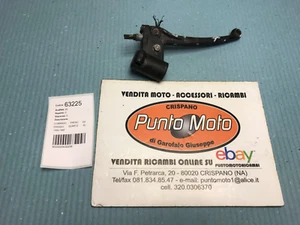 63225
VENDITA MOTO - ACCESSORI - RICAMBI
CRISPANO
Punto Moto
di Garofalo Giuseppe
VENDITA RICAMBI ONLINE SU ebay
PUNTOMOTORICAMBI
Via F. Petrarca, 20 - 80020 CRISPANO (NA)
Tel/fax 081.834.85.47 - e-mail: puntomoto1@alice.it
cell. 320.0306370